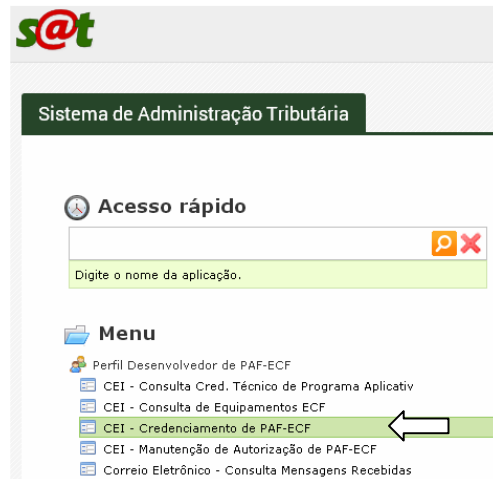 s@t
Sistema de Administração Tributária
Acesso rápido
Digite o nome da aplicação.
Menu
Perfil Desenvolvedor de PAF-ECF
CEI - Consulta Cred. Técnico de Programa Aplicativ
CEI - Consulta de Equipamentos ECF
CEI - Credenciamento de PAF-ECF
CEI - Manutenção de Autorização de PAF-ECF
Correio Eletrônico - Consulta Mensagens Recebidas